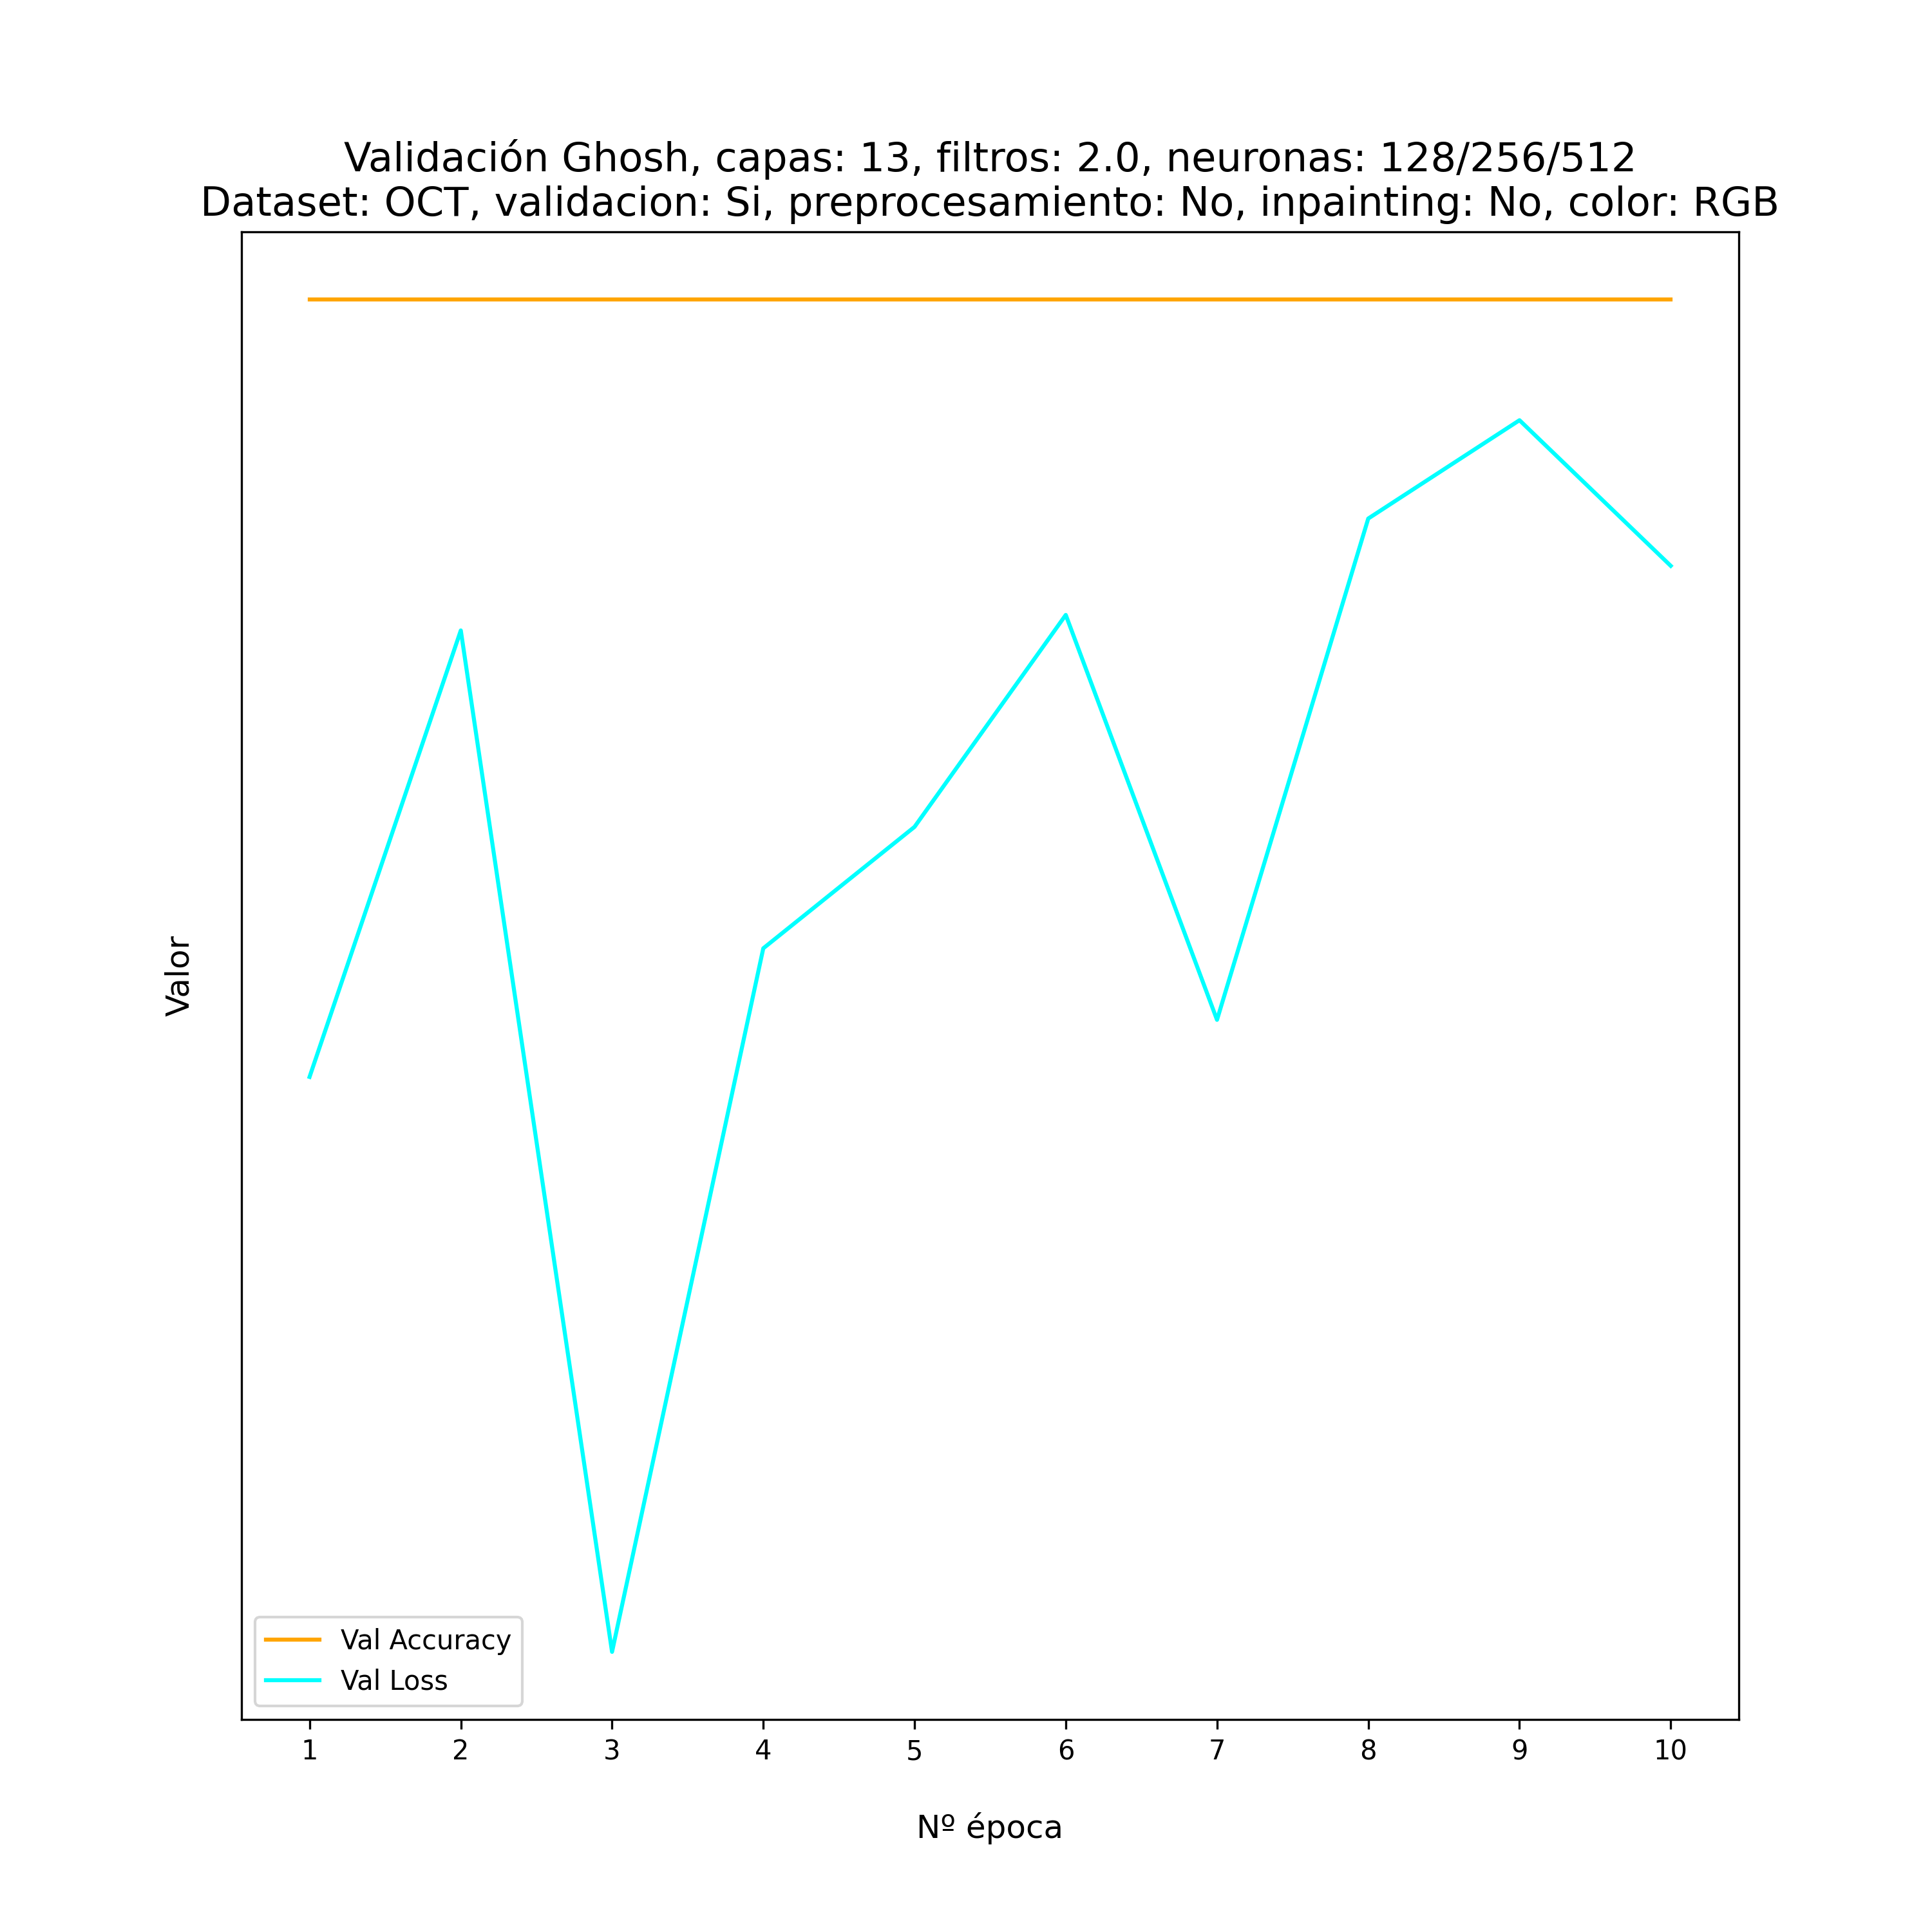 Validación Ghosh, capas: 13, filtros: 2.0, neuronas: 128/256/512
Dataset: OCT, validacion: Si, preprocesamiento: No, inpainting: No, color: RGB
Valor
Val Accuracy
Val Loss
1 2 3 4 5 6 7 8 9 10
Nº época